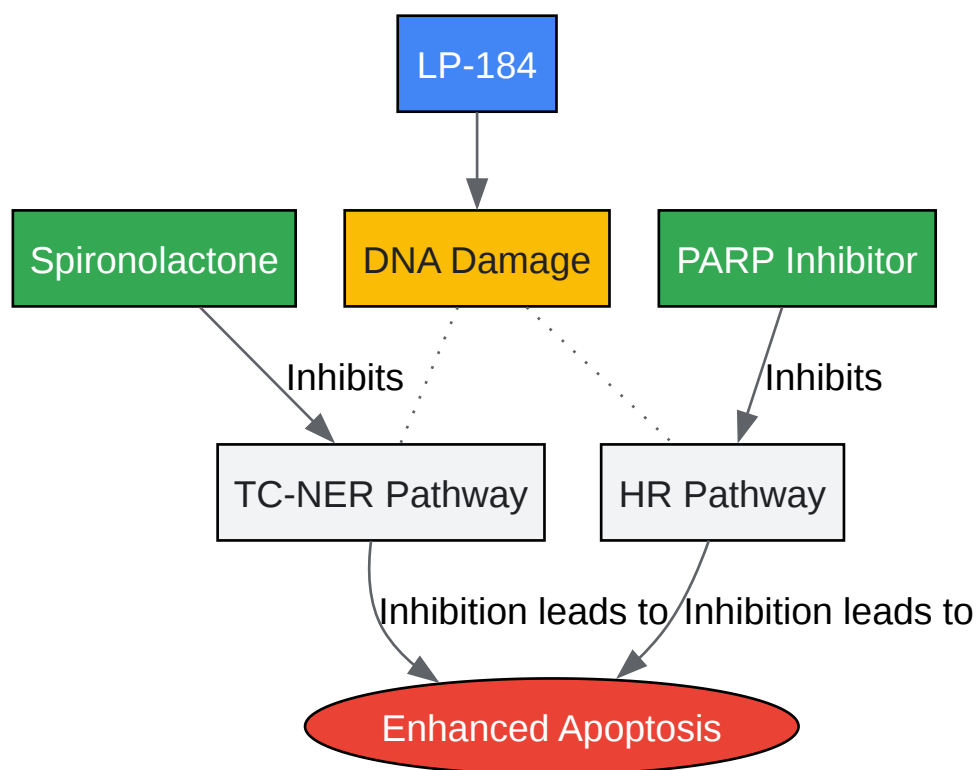 LP-184
Spironolactone
DNA Damage
PARP Inhibitor
Inhibits
Inhibits
TC-NER Pathway
HR Pathway
Inhibition leads to
Inhibition leads to
Enhanced Apoptosis